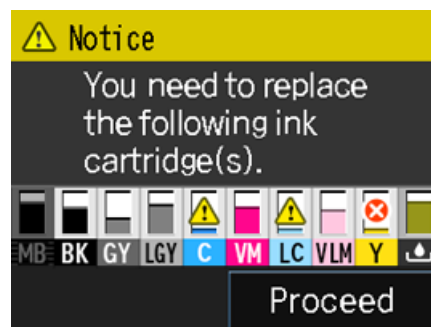 Notice
You need to replace
the following ink
cartridge(s).
MB BK GY LGY C VM LC VLM Y
Proceed